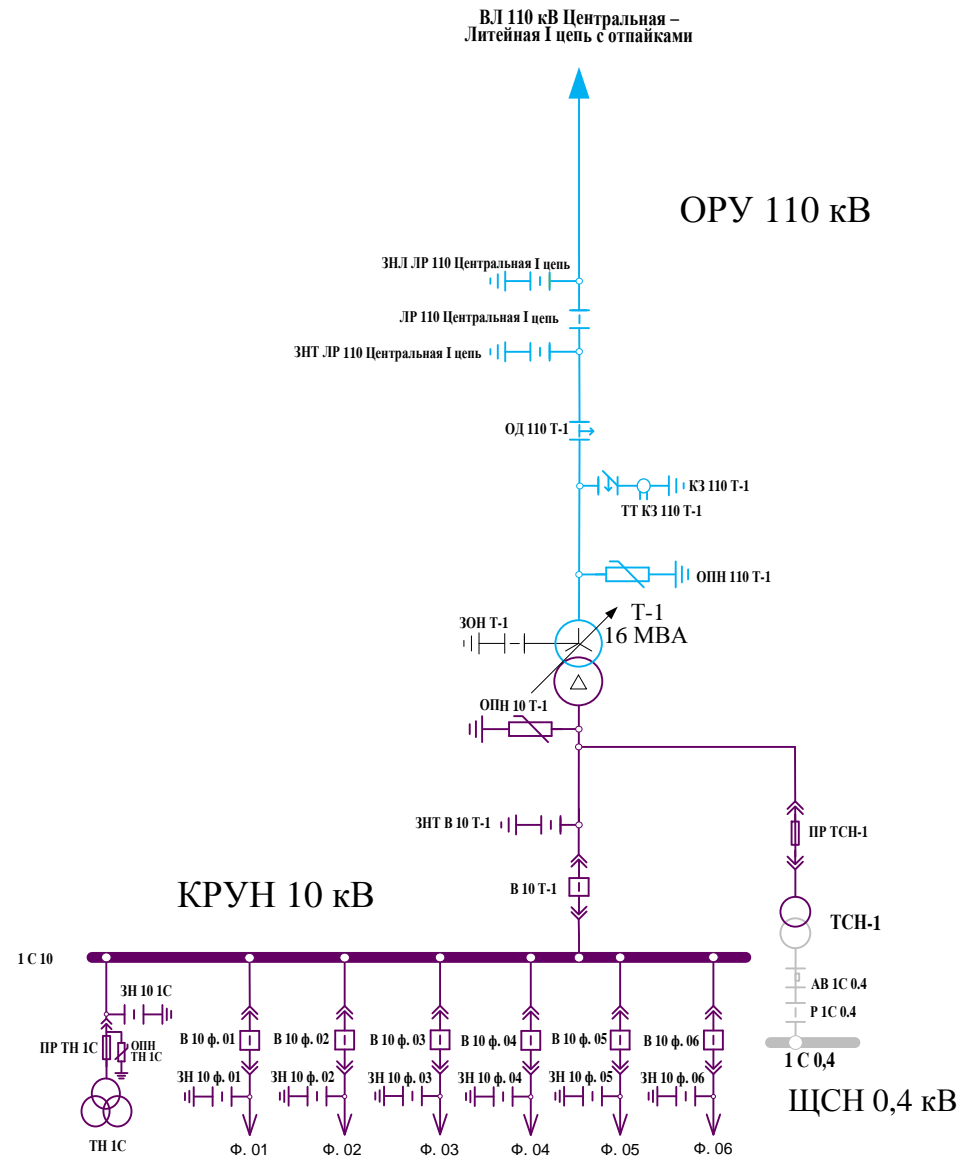 ВЛ 110 кВ Центральная –
Литейная I цепь с отпайками
ОРУ 110 кВ
ЗНЛ ЛР 110 Центральная I цепь
ЛР 110 Центральная I цепь
ЗНТ ЛР 110 Центральная I цепь
ОД 110 Т-1
КЗ 110 Т-1
ТТ КЗ 110 Т-1
ОПН 110 Т-1
ЗОН Т-1
Т-1
16 МВА
ОПН 10 Т-1
ЗНТ В 10 Т-1
ПР ТСН-1
В 10 Т-1
КРУН 10 кВ
ТСН-1
1 С 10
АВ 1С 0.4
ЗН 10 1С
Р 1С 0.4
ПР ТН 1С
ОПН
ТН 1С
В 10 ф. 01
В 10 ф. 02
В 10 ф. 03
В 10 ф. 04
В 10 ф. 05
В 10 ф. 06
1 С 0,4
ЗН 10 ф. 01
ЗН 10 ф. 02
ЗН 10 ф. 03
ЗН 10 ф. 04
ЗН 10 ф. 05
ЗН 10 ф. 06
ЩСН 0,4 кВ
ТН 1С
Ф. 01
Ф. 02
Ф. 03
Ф. 04
Ф. 05
Ф. 06